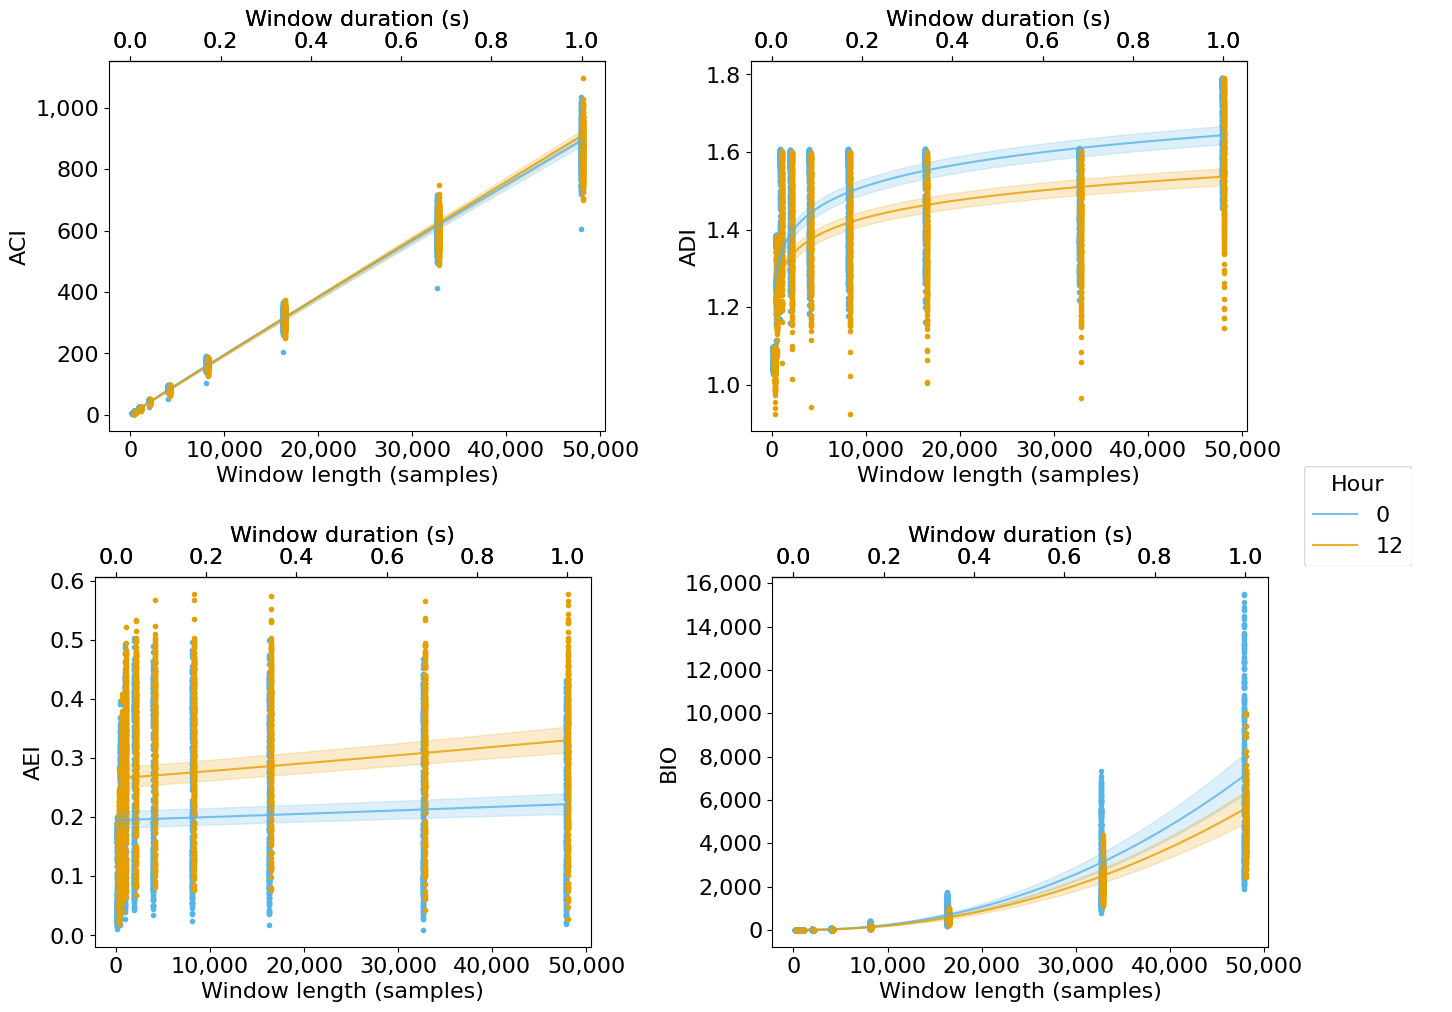 Window duration (s)
0.0 0.2 0.4 0.6 0.8 1.0
1,000
800
600
400
200
0
ACI
0 10,000 20,000 30,000 40,000 50,000
Window length (samples)
Window duration (s)
0.0 0.2 0.4 0.6 0.8 1.0
1.8
1.6
1.4
1.2
1.0
ADI
0 10,000 20,000 30,000 40,000 50,000
Window length (samples)
Hour
0
12
Window duration (s)
0.0 0.2 0.4 0.6 0.8 1.0
0.6
0.5
0.4
0.3
0.2
0.1
0.0
AEI
0 10,000 20,000 30,000 40,000 50,000
Window length (samples)
Window duration (s)
0.0 0.2 0.4 0.6 0.8 1.0
16,000
14,000
12,000
10,000
8,000
6,000
4,000
2,000
0
BIO
0 10,000 20,000 30,000 40,000 50,000
Window length (samples)